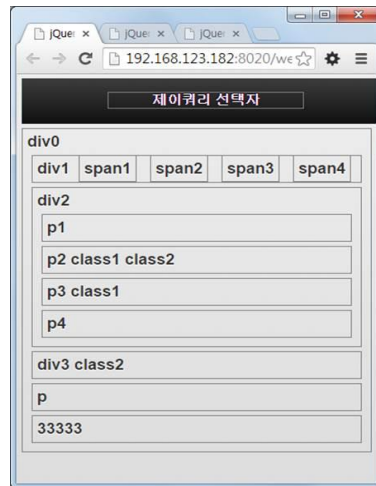 jQuer jQuer jQuer
192.168.123.182:8020/we
제이쿼리 선택자
div0
div1 span1 span2 span3 span4
div2
p1
p2 class1 class2
p3 class1
p4
div3 class2
p
33333